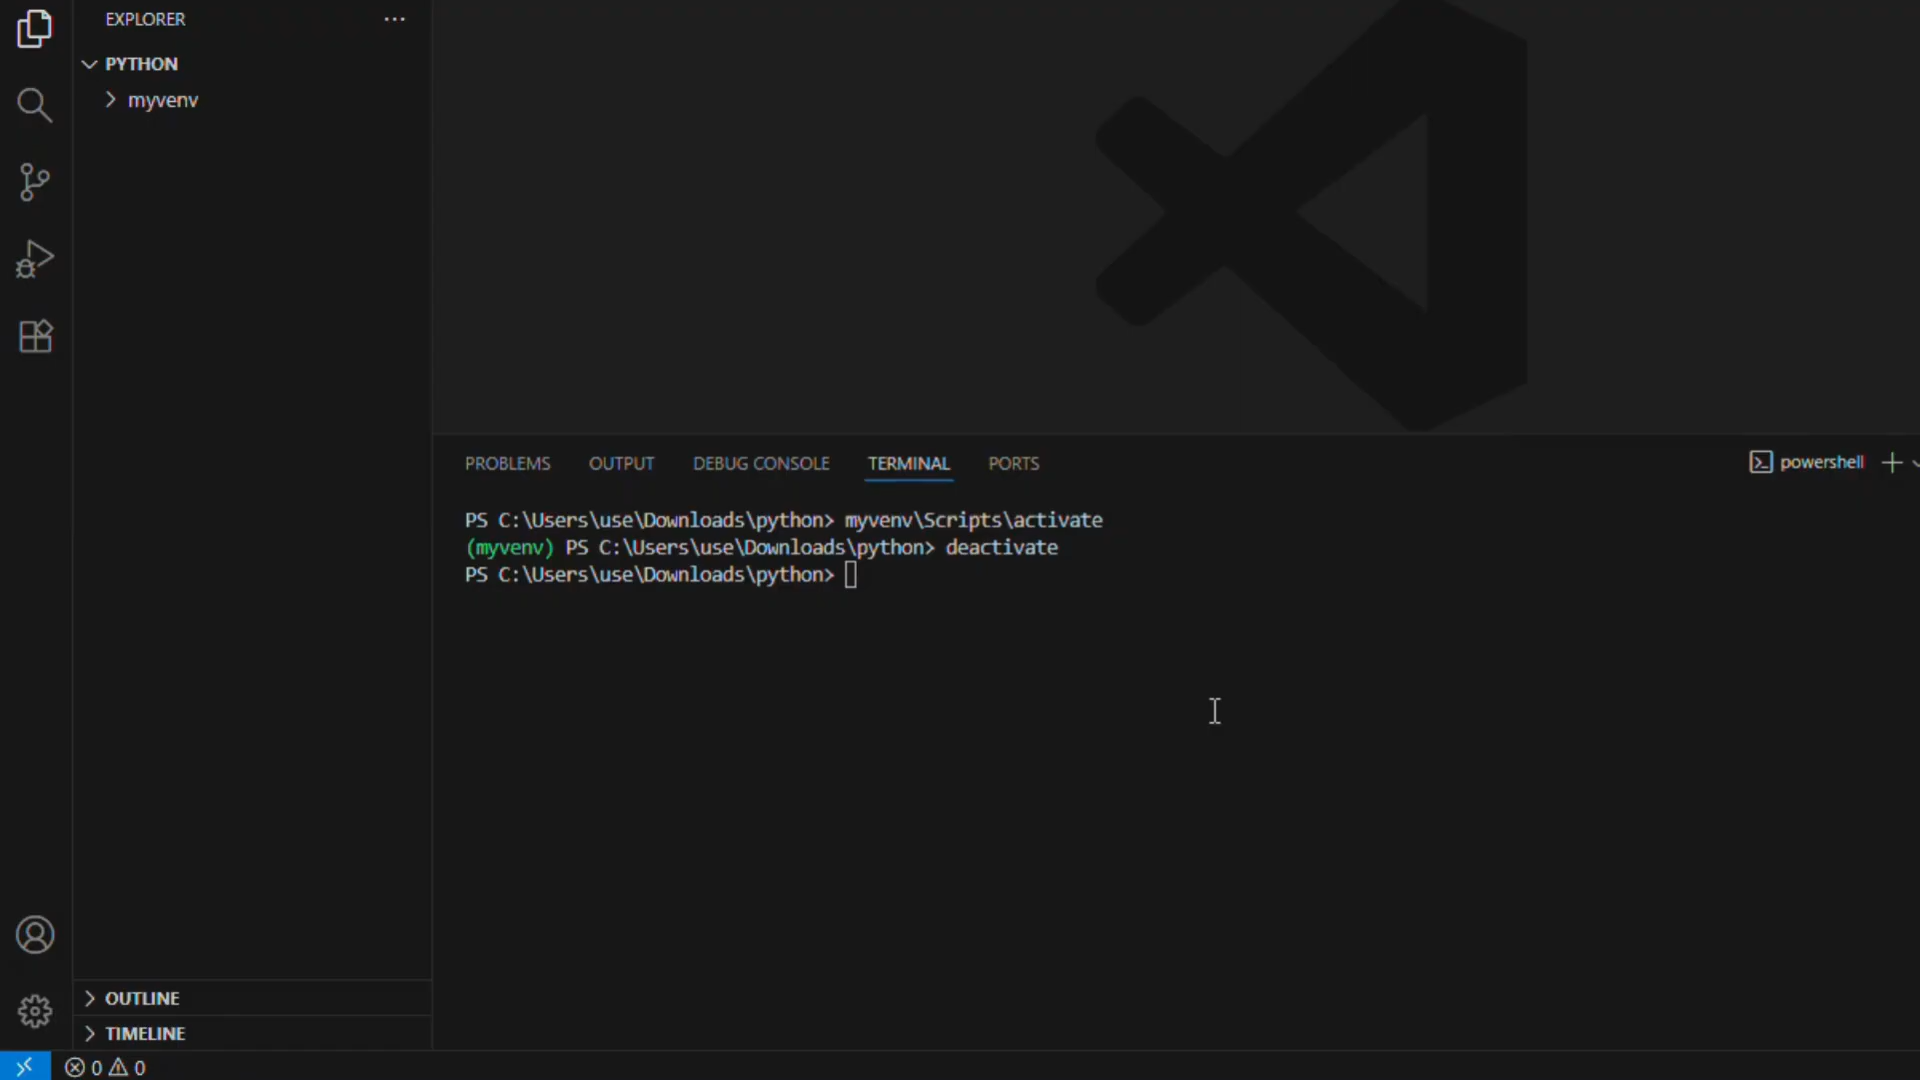 EXPLORER
PYTHON
myvenv
PROBLEMS OUTPUT DEBUG CONSOLE TERMINAL PORTS
powershell
PS C:\Users\use\Downloads\python> myvenv\Scripts\activate
(myvenv) PS C:\Users\use\Downloads\python> deactivate
PS C:\Users\use\Downloads\python>
OUTLINE
TIMELINE
0 0